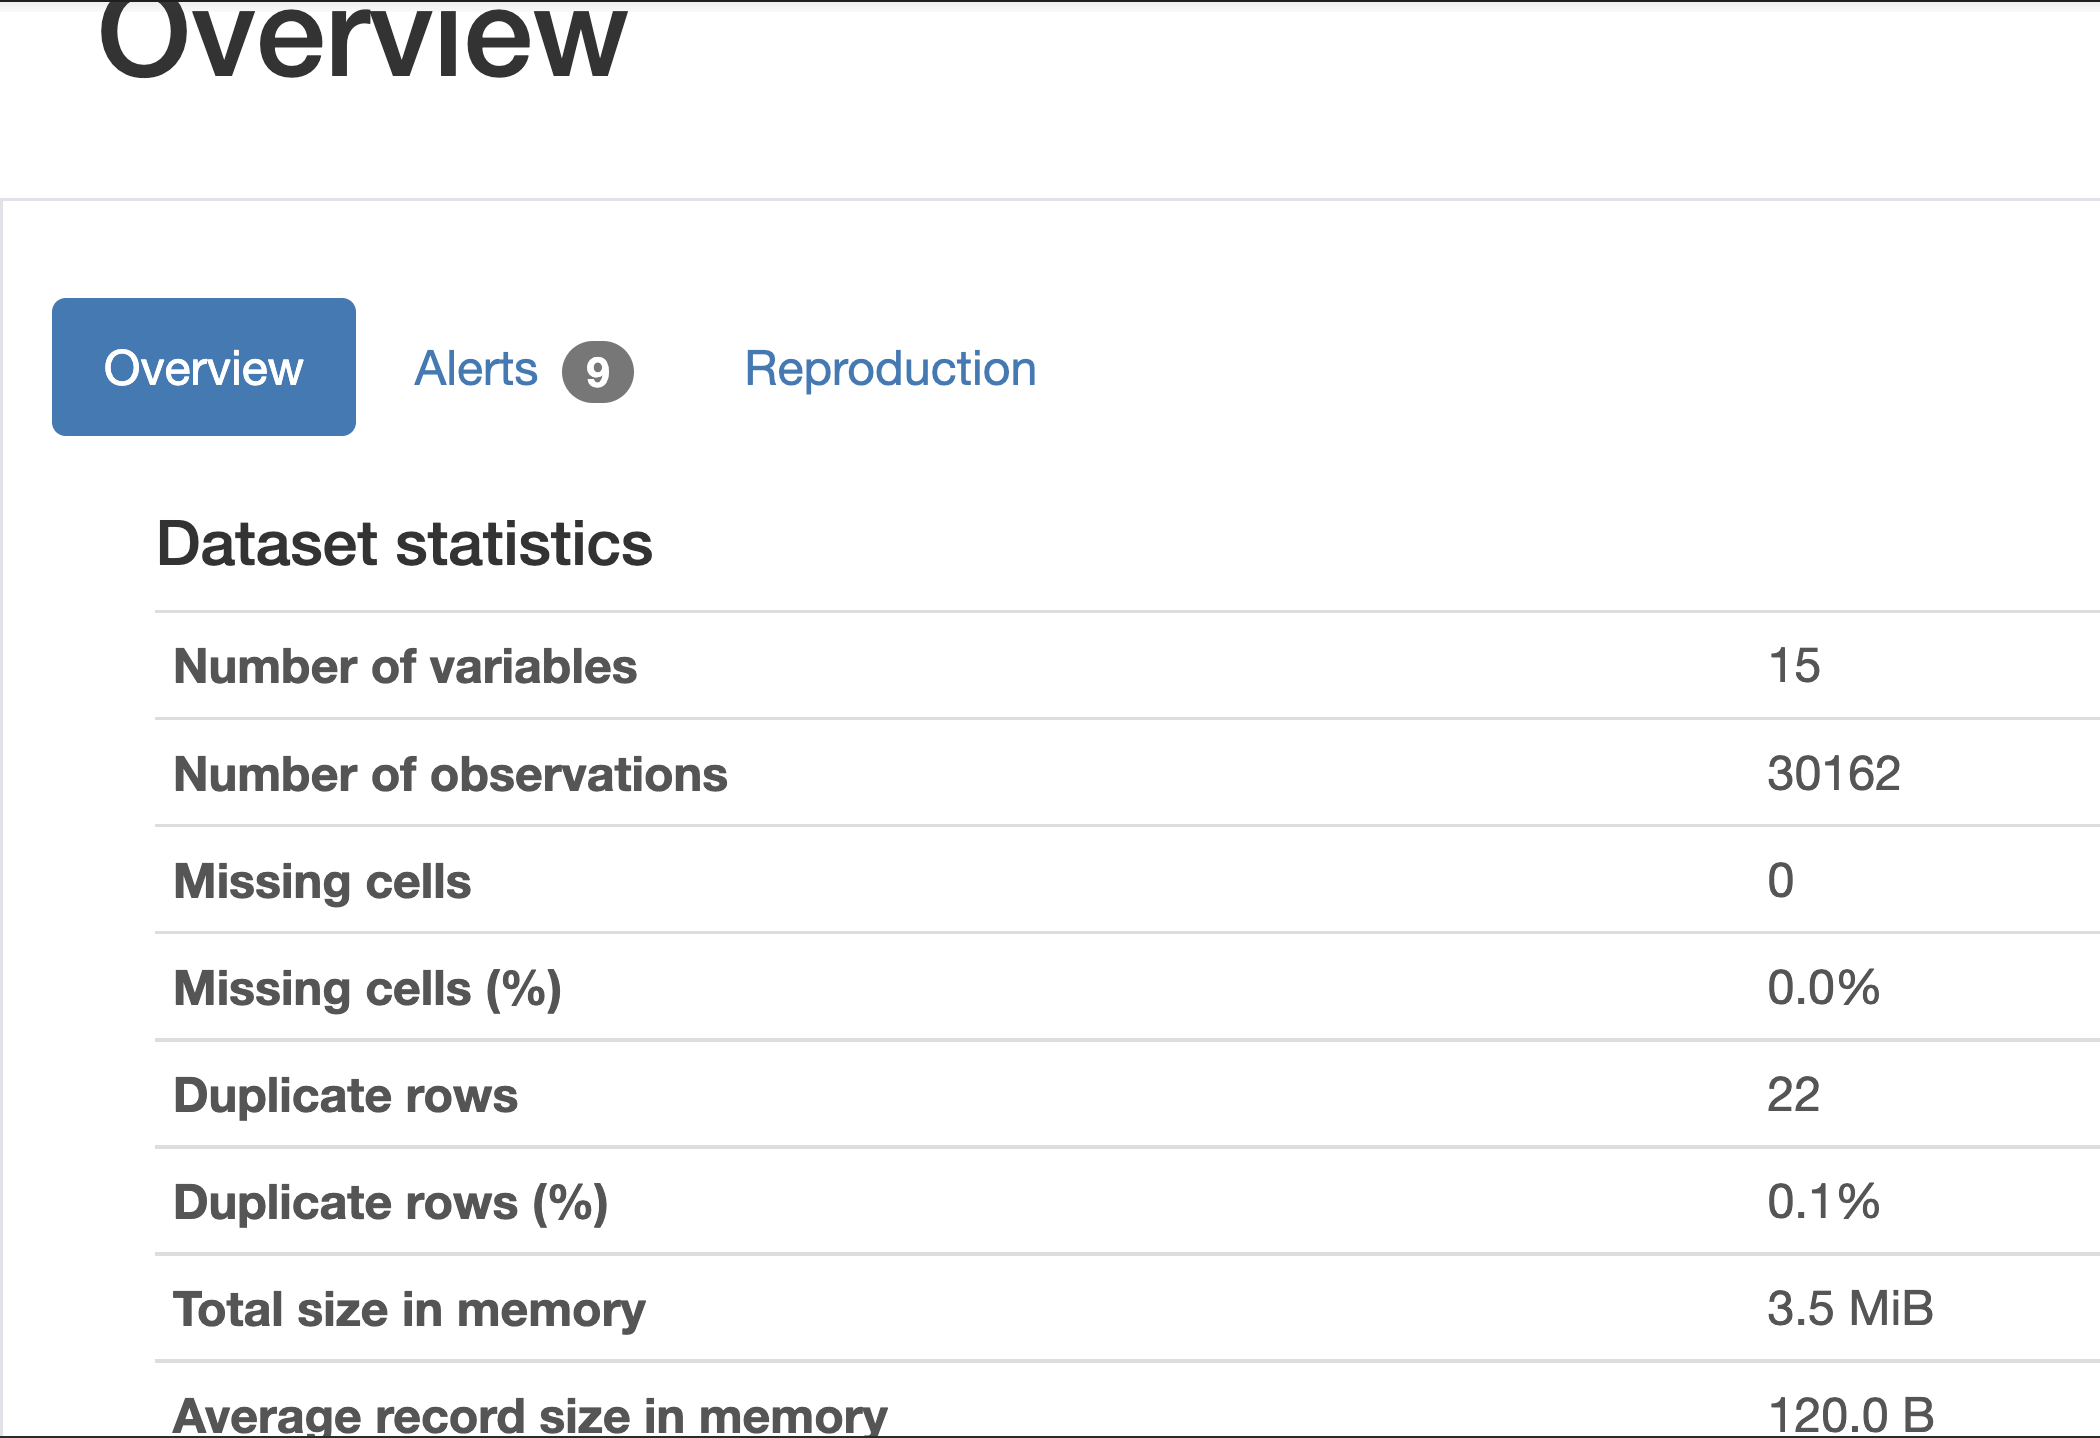 Overview
Overview Alerts 9 Reproduction
Dataset statistics
Number of variables 15
Number of observations 30162
Missing cells 0
Missing cells (%) 0.0%
Duplicate rows 22
Duplicate rows (%) 0.1%
Total size in memory 3.5 MiB
Average record size in memory 120.0 B